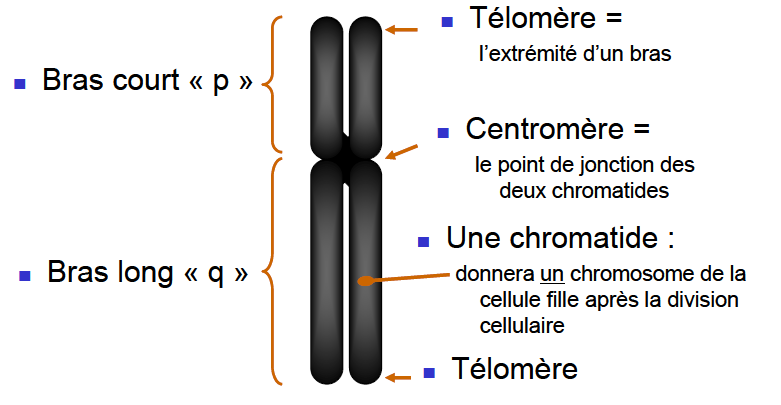 Télomère =
l'extrémité d'un bras
Bras court « p »
Centromère =
le point de jonction des
deux chromatides
Une chromatide :
donnera un chromosome de la
cellule fille après la division
cellulaire
Bras long « q »
Télomère